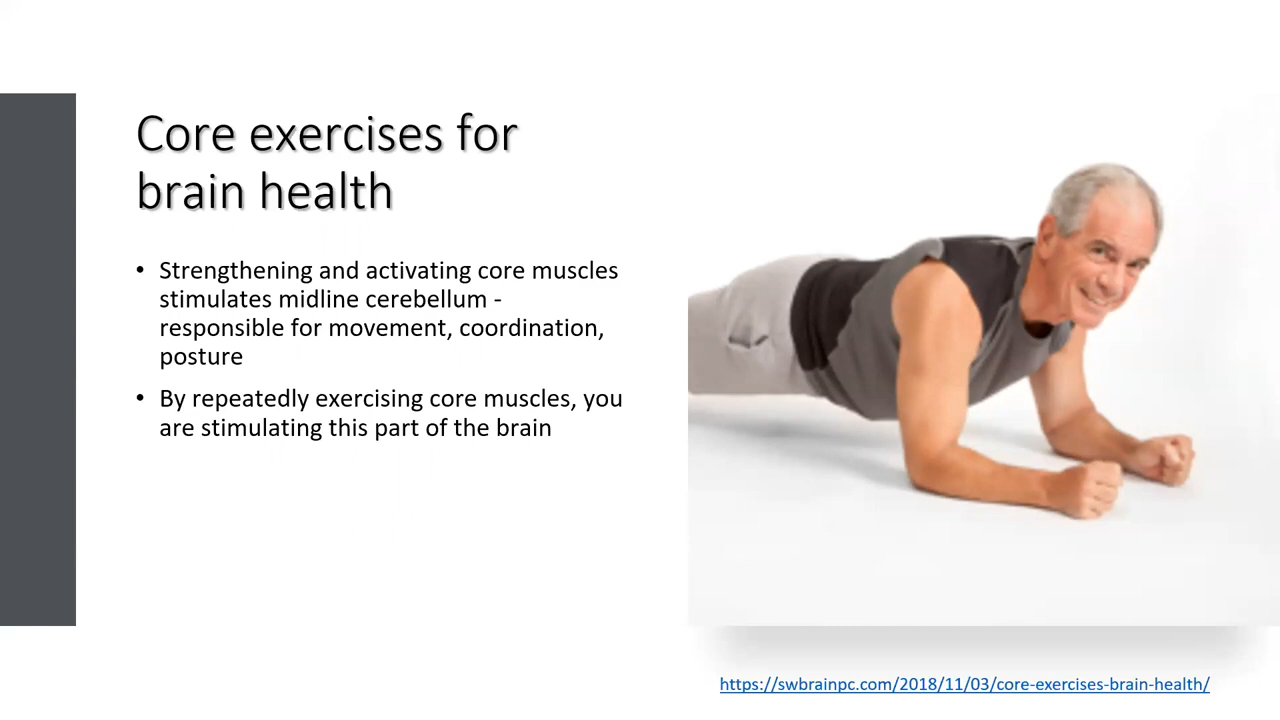 Core exercises for
brain health
• Strengthening and activating core muscles
stimulates midline cerebellum -
responsible for movement, coordination,
posture
• By repeatedly exercising core muscles, you
are stimulating this part of the brain
https://swbrainpc.com/2018/11/03/core-exercises-brain-health/